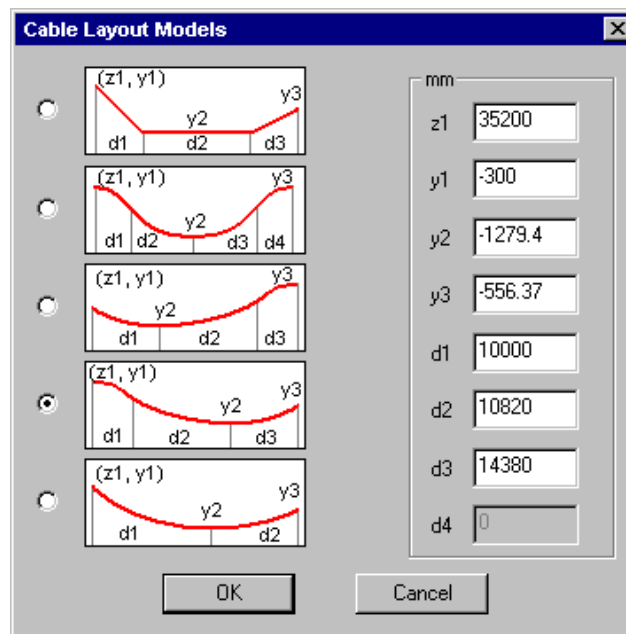 Cable Layout Models
(z1, y1)
y2
y3
d1
d2
d3
(z1, y1)
y2
y3
d1
d2
d3
d4
(z1, y1)
y2
y3
d1
d2
d3
(z1, y1)
y2
y3
d1
d2
d3
(z1, y1)
y2
y3
d1
d2
mm
z1 35200
y1 -300
y2 -1279.4
y3 -556.37
d1 10000
d2 10820
d3 14380
d4 0
OK Cancel